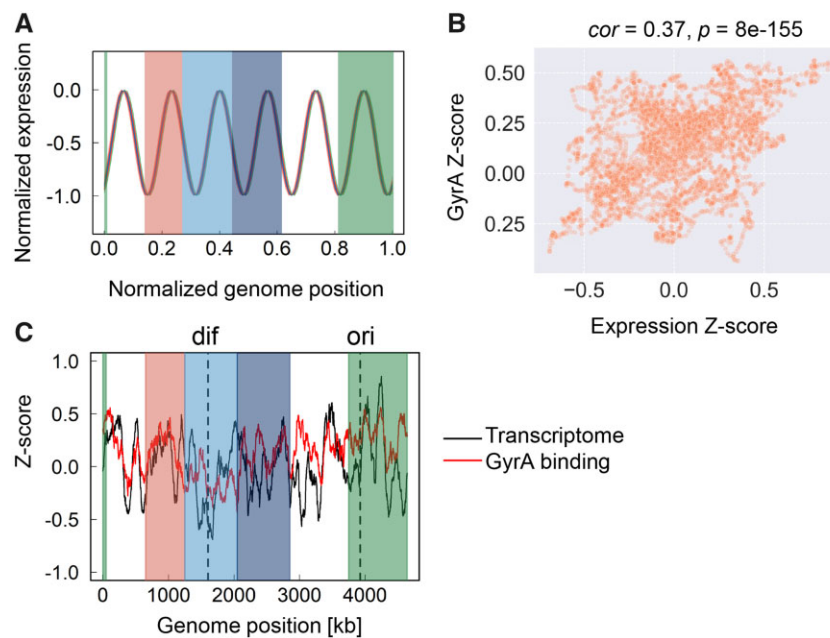 A
Normalized expression
0.0
-0.5
-1.0
0.0 0.2 0.4 0.6 0.8 1.0
Normalized genome position
B
cor = 0.37, p = 8e-155
GyrA Z-score
0.50
0.25
0.00
0.25
−0.5 0.0 0.5
Expression Z-score
C
dif ori
Z-score
1.0
0.5
0.0
-0.5
-1.0
0 1000 2000 3000 4000
Genome position [kb]
Transcriptome
GyrA binding